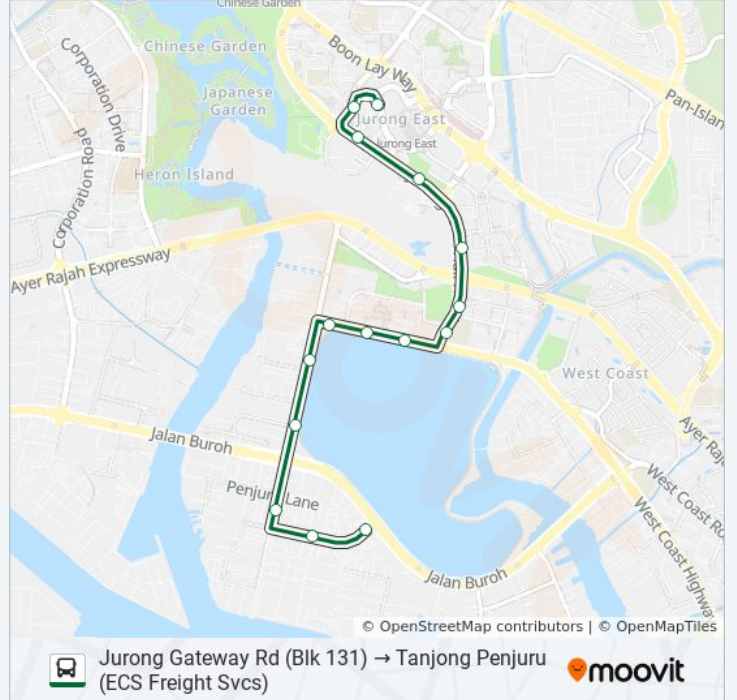 Chinese Garden
Boon Lay Way
Chinese Garden
Corporation Drive
Japanese
Garden
Pan-Islan
Jurong East
Jurong East
Corporation Road
Heron Island
Ayer Rajah Expressway
West Coast
Jalan Buroh
Ayer Raja
West Coast Ro
Penjuru Lane
West Coast Highway
Jalan Buroh
© OpenStreetMap contributors | © OpenMapTiles
Jurong Gateway Rd (Blk 131) → Tanjong Penjuru
(ECS Freight Svcs)
moovit